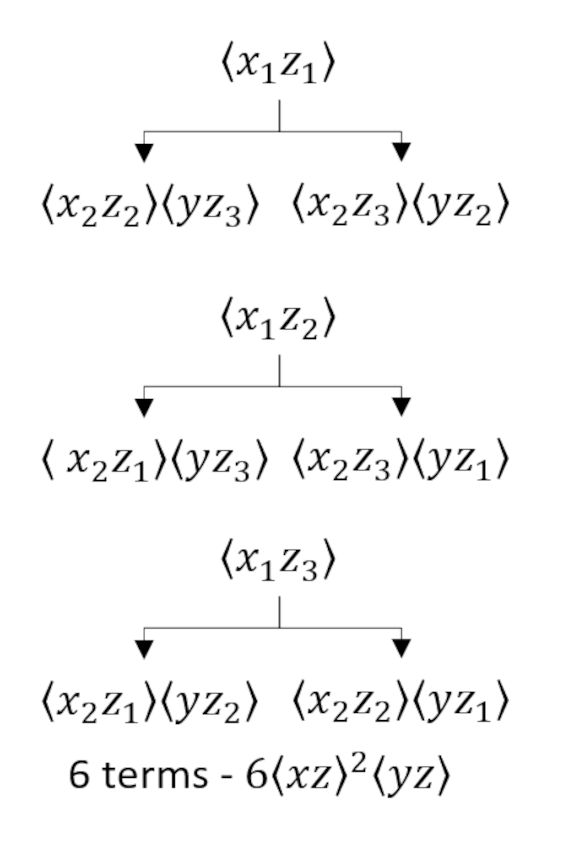 ⟨x₁z₁⟩
⟨x₂z₂⟩⟨yz₃⟩ ⟨x₂z₃⟩⟨yz₂⟩
⟨x₁z₂⟩
⟨x₂z₁⟩⟨yz₃⟩ ⟨x₂z₃⟩⟨yz₁⟩
⟨x₁z₃⟩
⟨x₂z₁⟩⟨yz₂⟩ ⟨x₂z₂⟩⟨yz₁⟩
6 terms - 6⟨xz⟩²⟨yz⟩